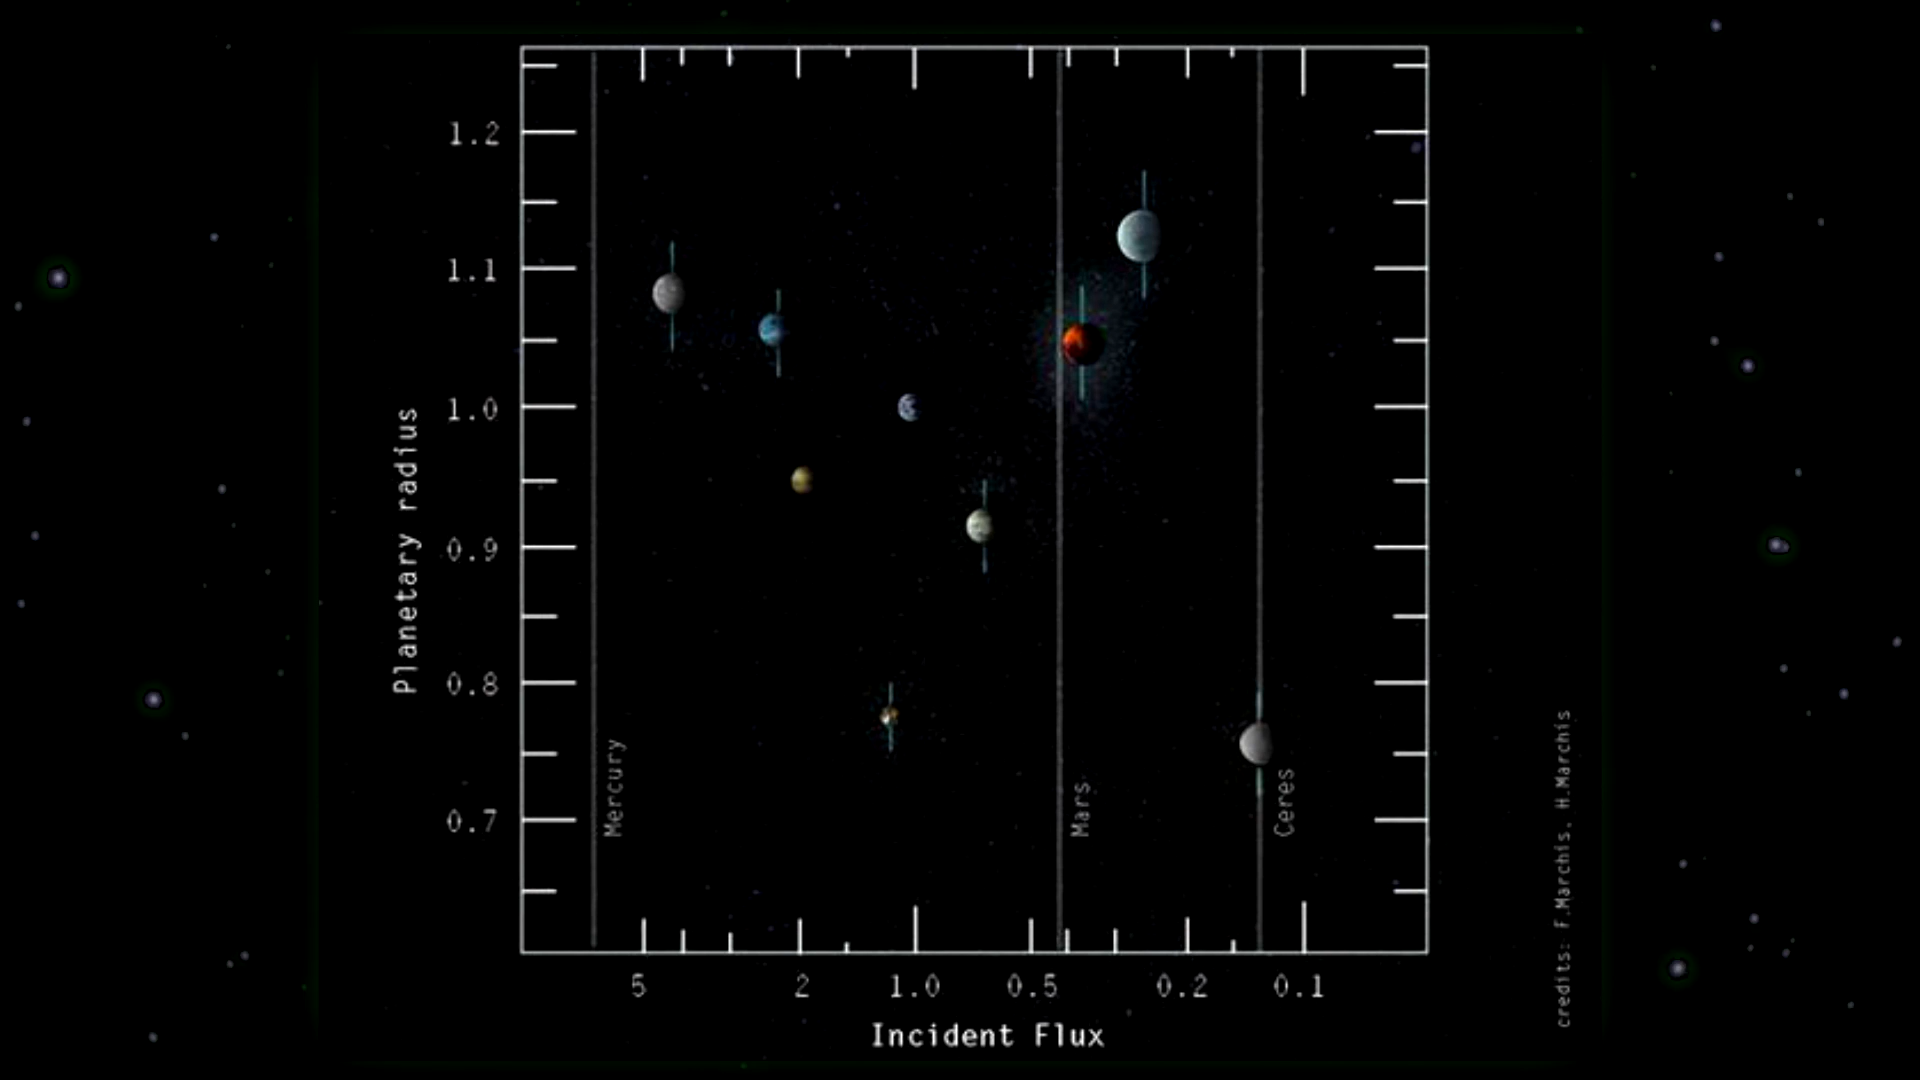 1.2
1.1
1.0
0.9
0.8
0.7
Planetary radius
Mercury
Mars
Ceres
5 2 1.0 0.5 0.2 0.1
Incident Flux
credits: F.Marchis, H.Marchis